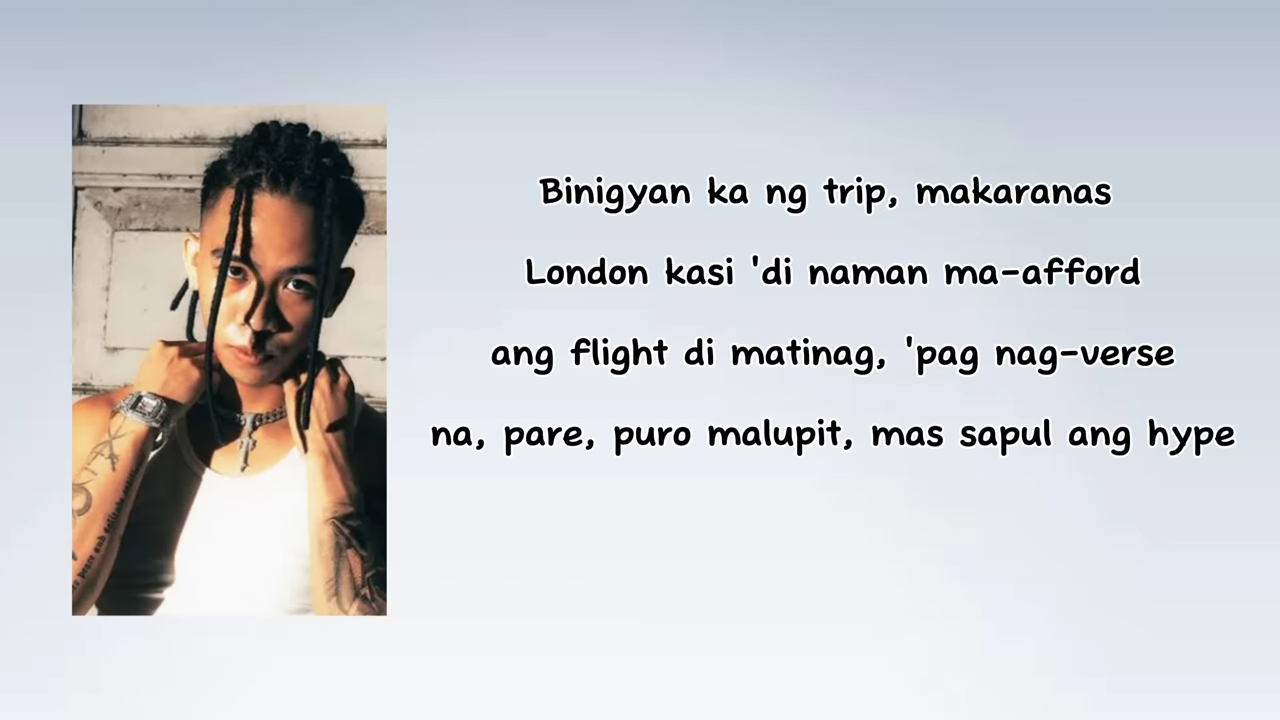 Binigyan ka ng trip, makaranas
London kasi 'di naman ma-afford
ang flight di matinag, 'pag nag-verse
na, pare, puro malupit, mas sapul ang hype